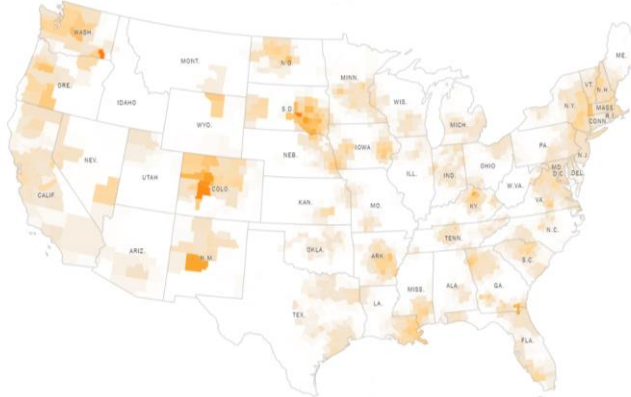 WASH.
MONT.
N.D.
MINN.
ME.
ORE.
IDAHO
WYO.
S.D.
WIS.
MICH.
VT.
N.H.
N.Y.
MASS.
R.I.
CONN.
NEV.
UTAH
COLO.
NEB.
IOWA
ILL.
IND.
OHIO
PA.
N.J.
MD.
DEL.
D.C.
W.VA.
VA.
CALIF.
ARIZ.
N.M.
KAN.
MO.
KY.
TENN.
N.C.
S.C.
OKLA.
ARK.
MISS.
ALA.
GA.
TEX.
LA.
FLA.